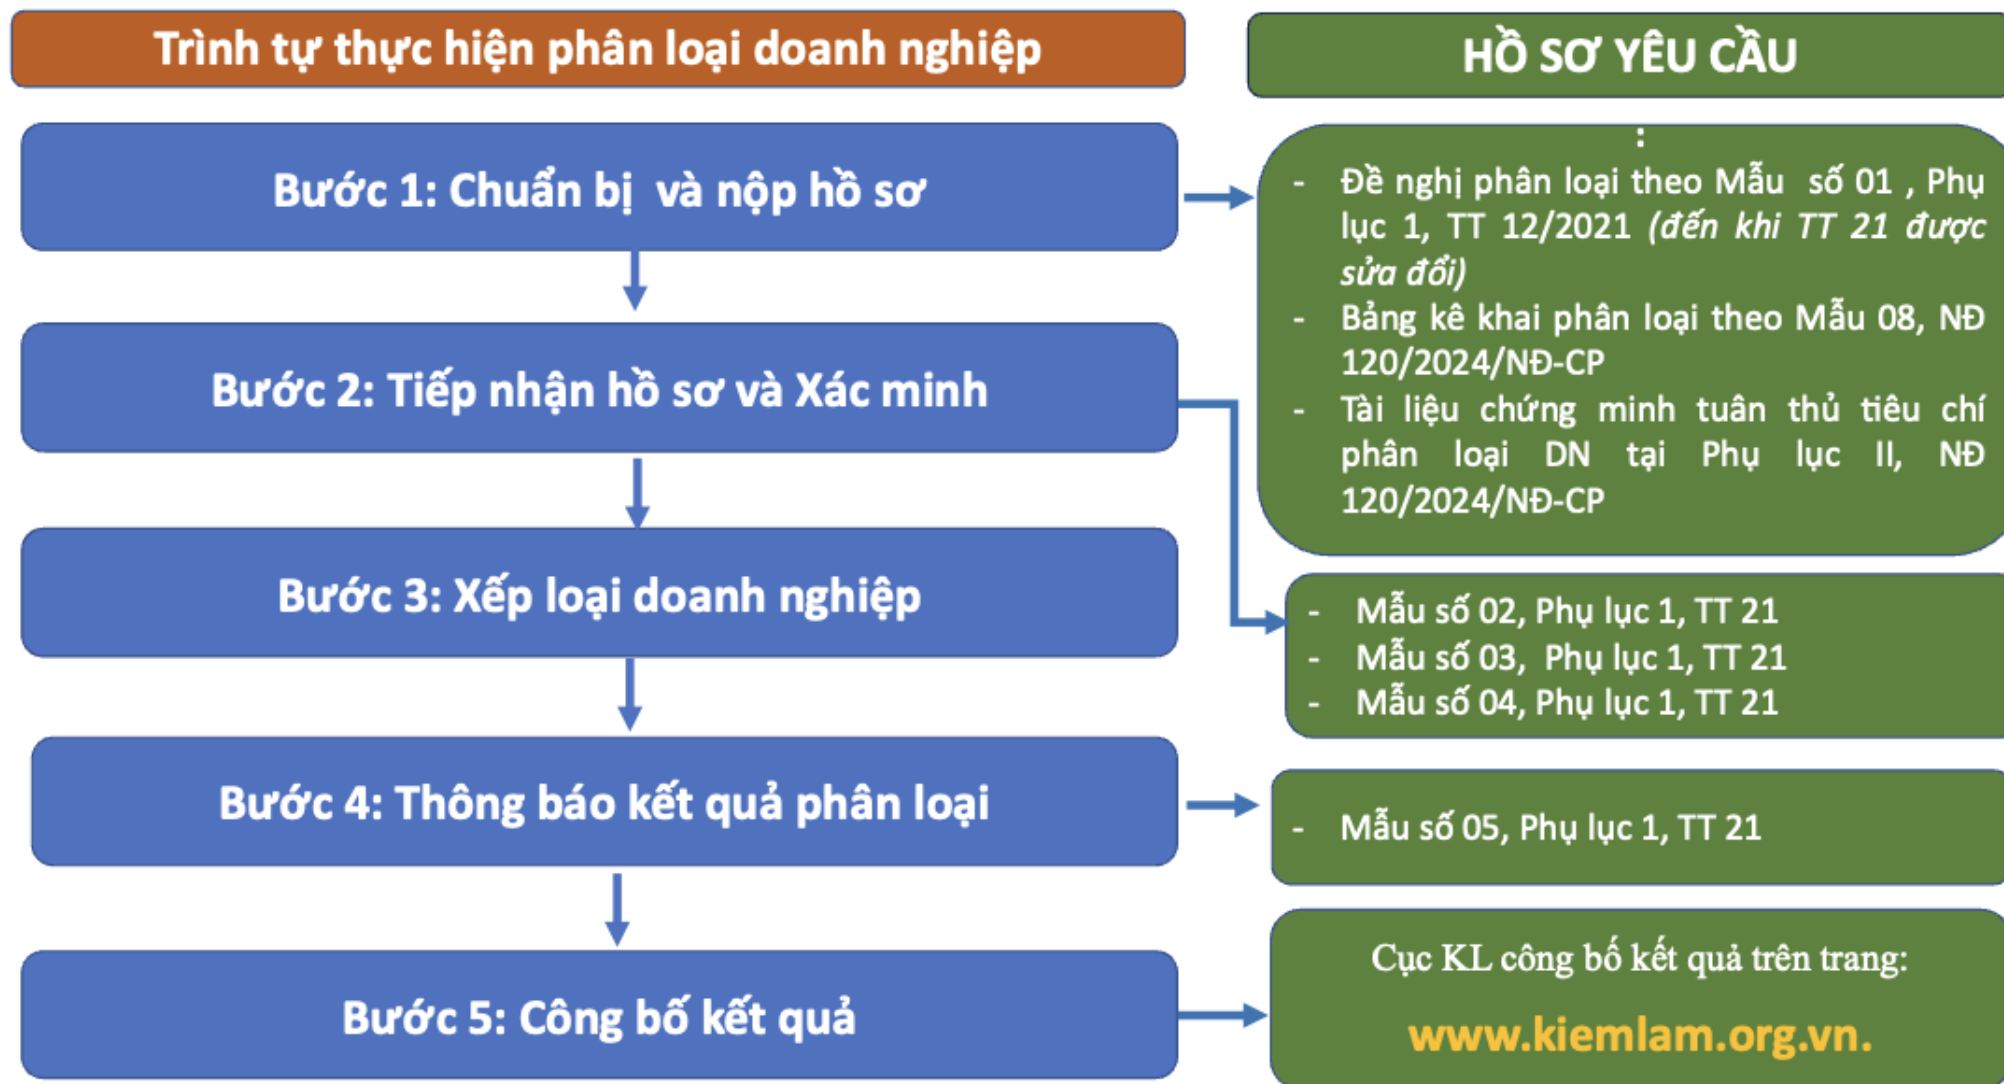 Trình tự thực hiện phân loại doanh nghiệp
HỒ SƠ YÊU CẦU
Bước 1: Chuẩn bị và nộp hồ sơ
:
- Đề nghị phân loại theo Mẫu số 01 , Phụ
lục 1, TT 12/2021 (đến khi TT 21 được
sửa đổi)
- Bảng kê khai phân loại theo Mẫu 08, NĐ
120/2024/NĐ-CP
- Tài liệu chứng minh tuân thủ tiêu chí
phân loại DN tại Phụ lục II, NĐ
120/2024/NĐ-CP
Bước 2: Tiếp nhận hồ sơ và Xác minh
- Mẫu số 02, Phụ lục 1, TT 21
- Mẫu số 03, Phụ lục 1, TT 21
- Mẫu số 04, Phụ lục 1, TT 21
Bước 3: Xếp loại doanh nghiệp
Bước 4: Thông báo kết quả phân loại
- Mẫu số 05, Phụ lục 1, TT 21
Bước 5: Công bố kết quả
Cục KL công bố kết quả trên trang:
www.kiemlam.org.vn.